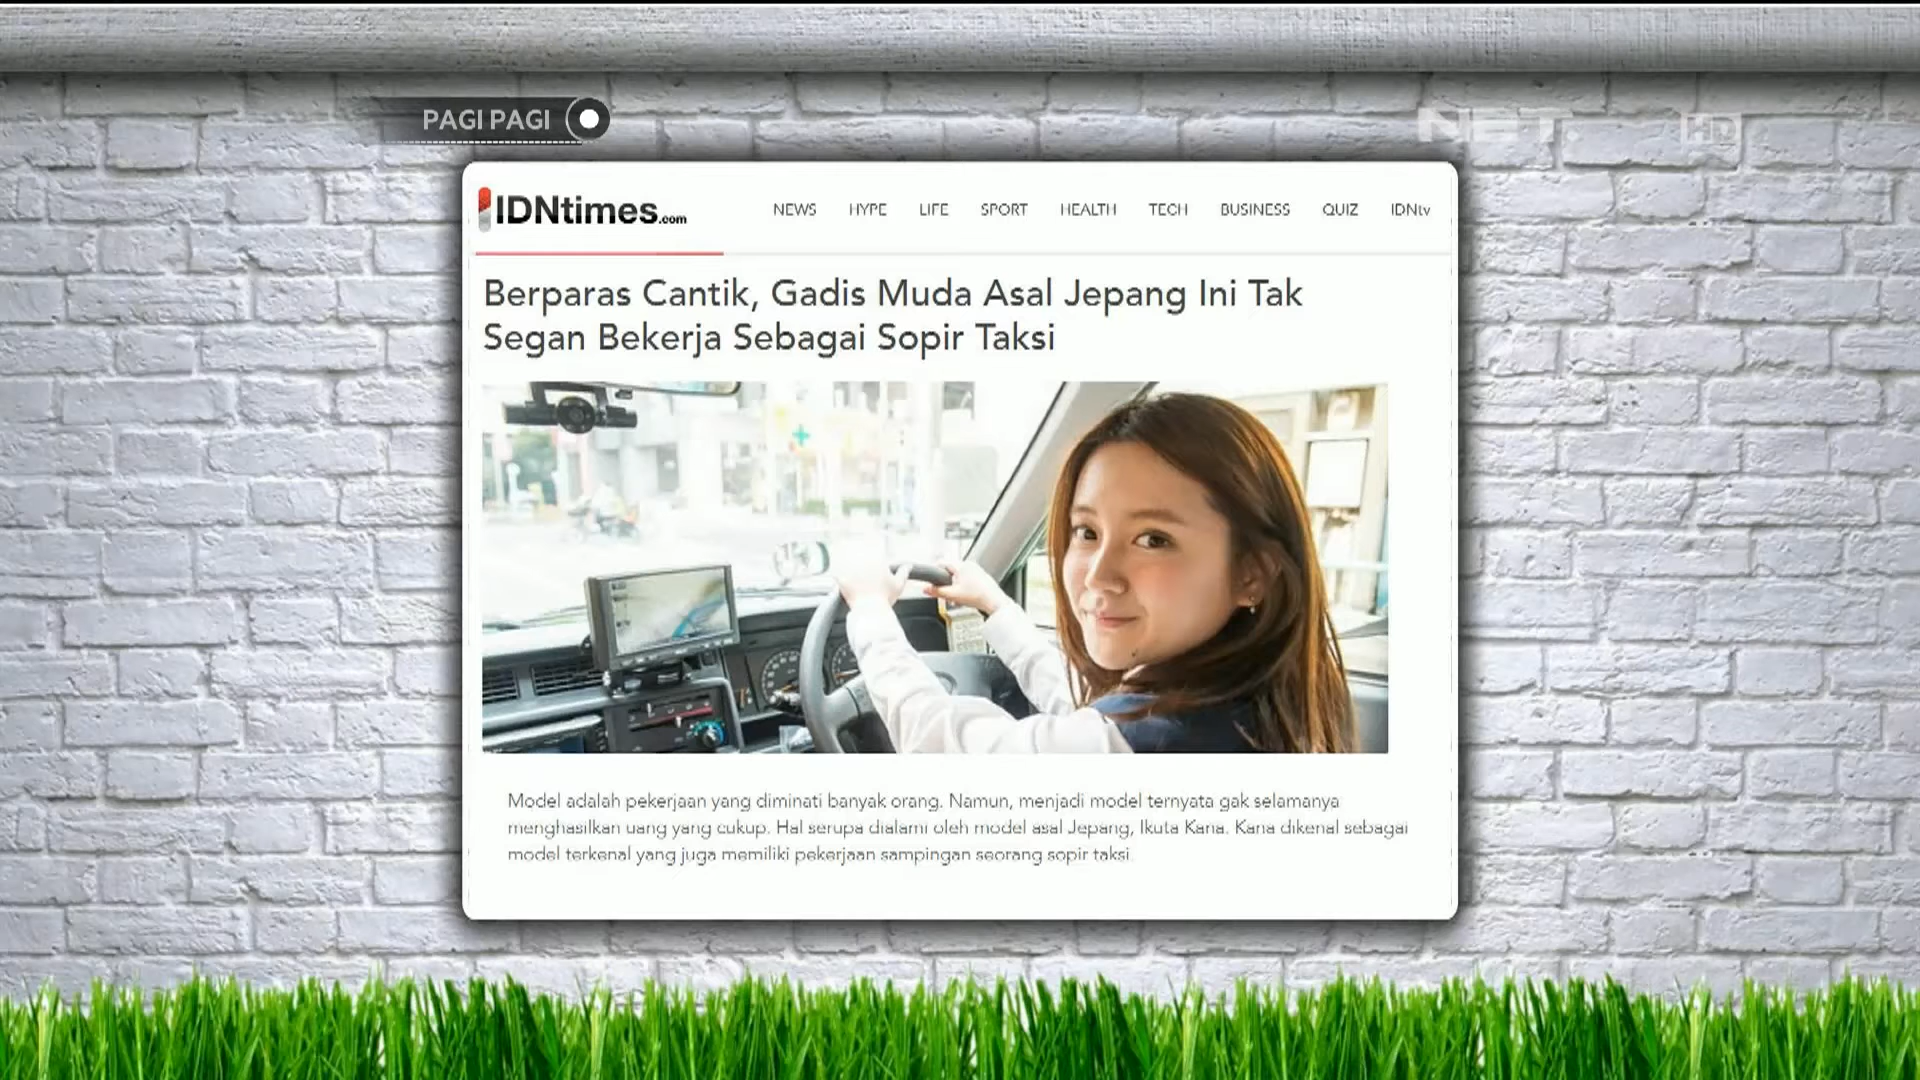 PAGI PAGI
NET.
HD
IDNtimes.com
NEWS HYPE LIFE SPORT HEALTH TECH BUSINESS QUIZ IDNtv
Berparas Cantik, Gadis Muda Asal Jepang Ini Tak
Segan Bekerja Sebagai Sopir Taksi
Model adalah pekerjaan yang diminati banyak orang. Namun, menjadi model ternyata gak selamanya
menghasilkan uang yang cukup. Hal serupa dialami oleh model asal Jepang, Ikuta Kana. Kana dikenal sebagai
model terkenal yang juga memiliki pekerjaan sampingan seorang sopir taksi.